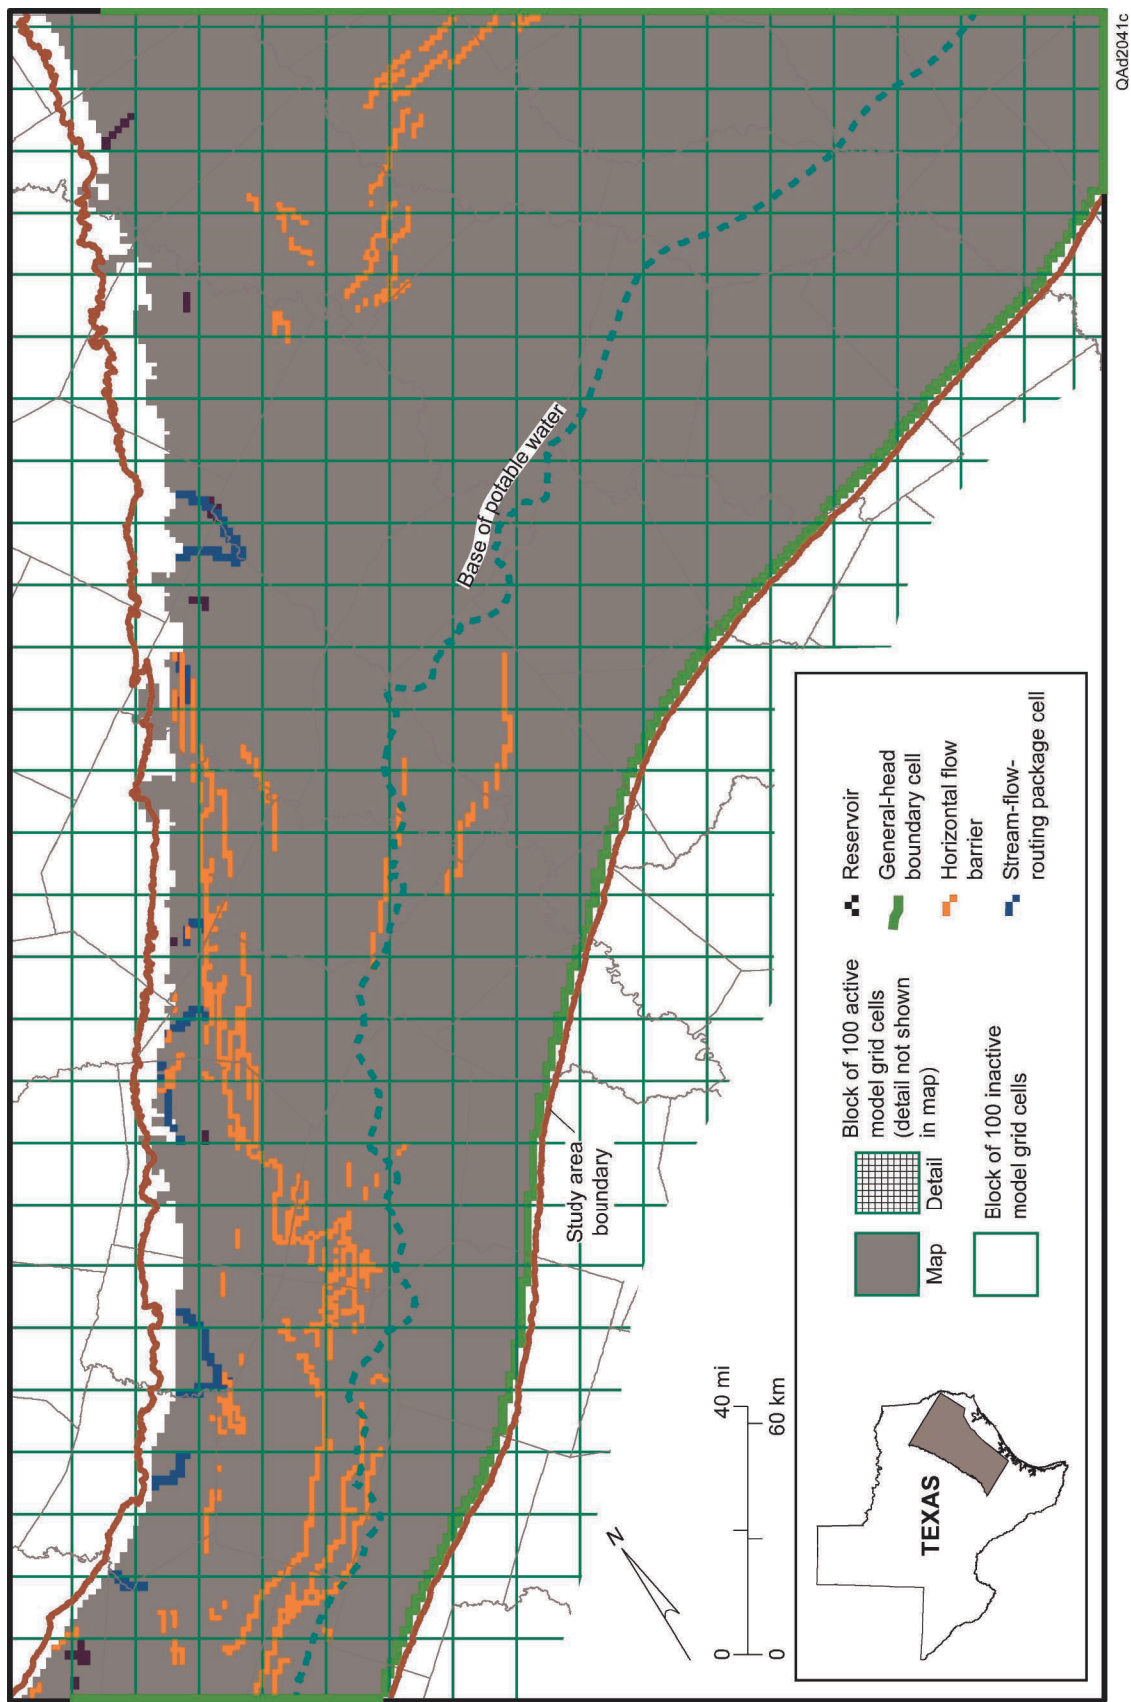 QAd2041c
Base of potable water
Study area
boundary
N
0
40 mi
0
60 km
TEXAS
Map
Detail
Block of 100 active
model grid cells
(detail not shown
in map)
Block of 100 inactive
model grid cells
Reservoir
General-head
boundary cell
Horizontal flow
barrier
Stream-flow-
routing package cell